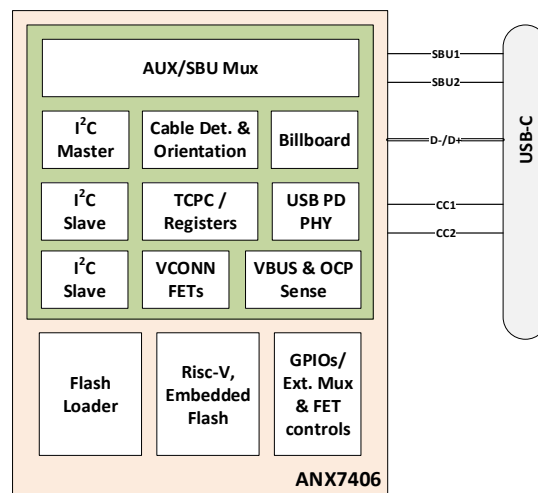 AUX/SBU Mux
I²C
Master
Cable Det. &
Orientation
Billboard
I²C
Slave
TCPC /
Registers
USB PD
PHY
I²C
Slave
VCONN
FETs
VBUS & OCP
Sense
Flash
Loader
Risc-V,
Embedded
Flash
GPIOs/
Ext. Mux
& FET
controls
ANX7406
SBU1
SBU2
D-/D+
CC1
CC2
USB-C